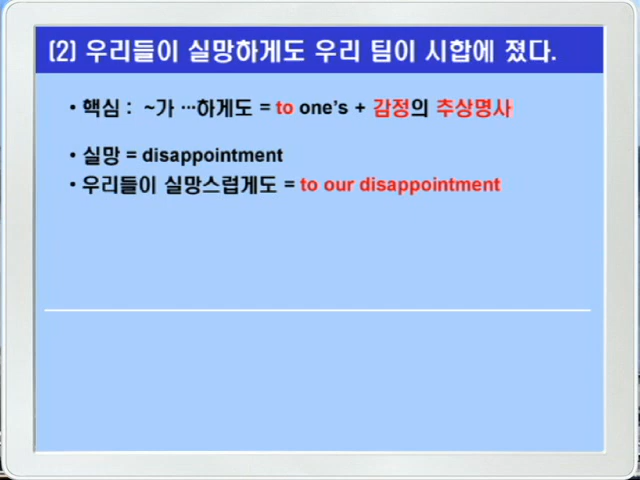 (2) 우리들이 실망하게도 우리 팀이 시합에 졌다.
• 핵심 : ~가 …하게도 = to one's + 감정의 추상명사
• 실망 = disappointment
• 우리들이 실망스럽게도 = to our disappointment